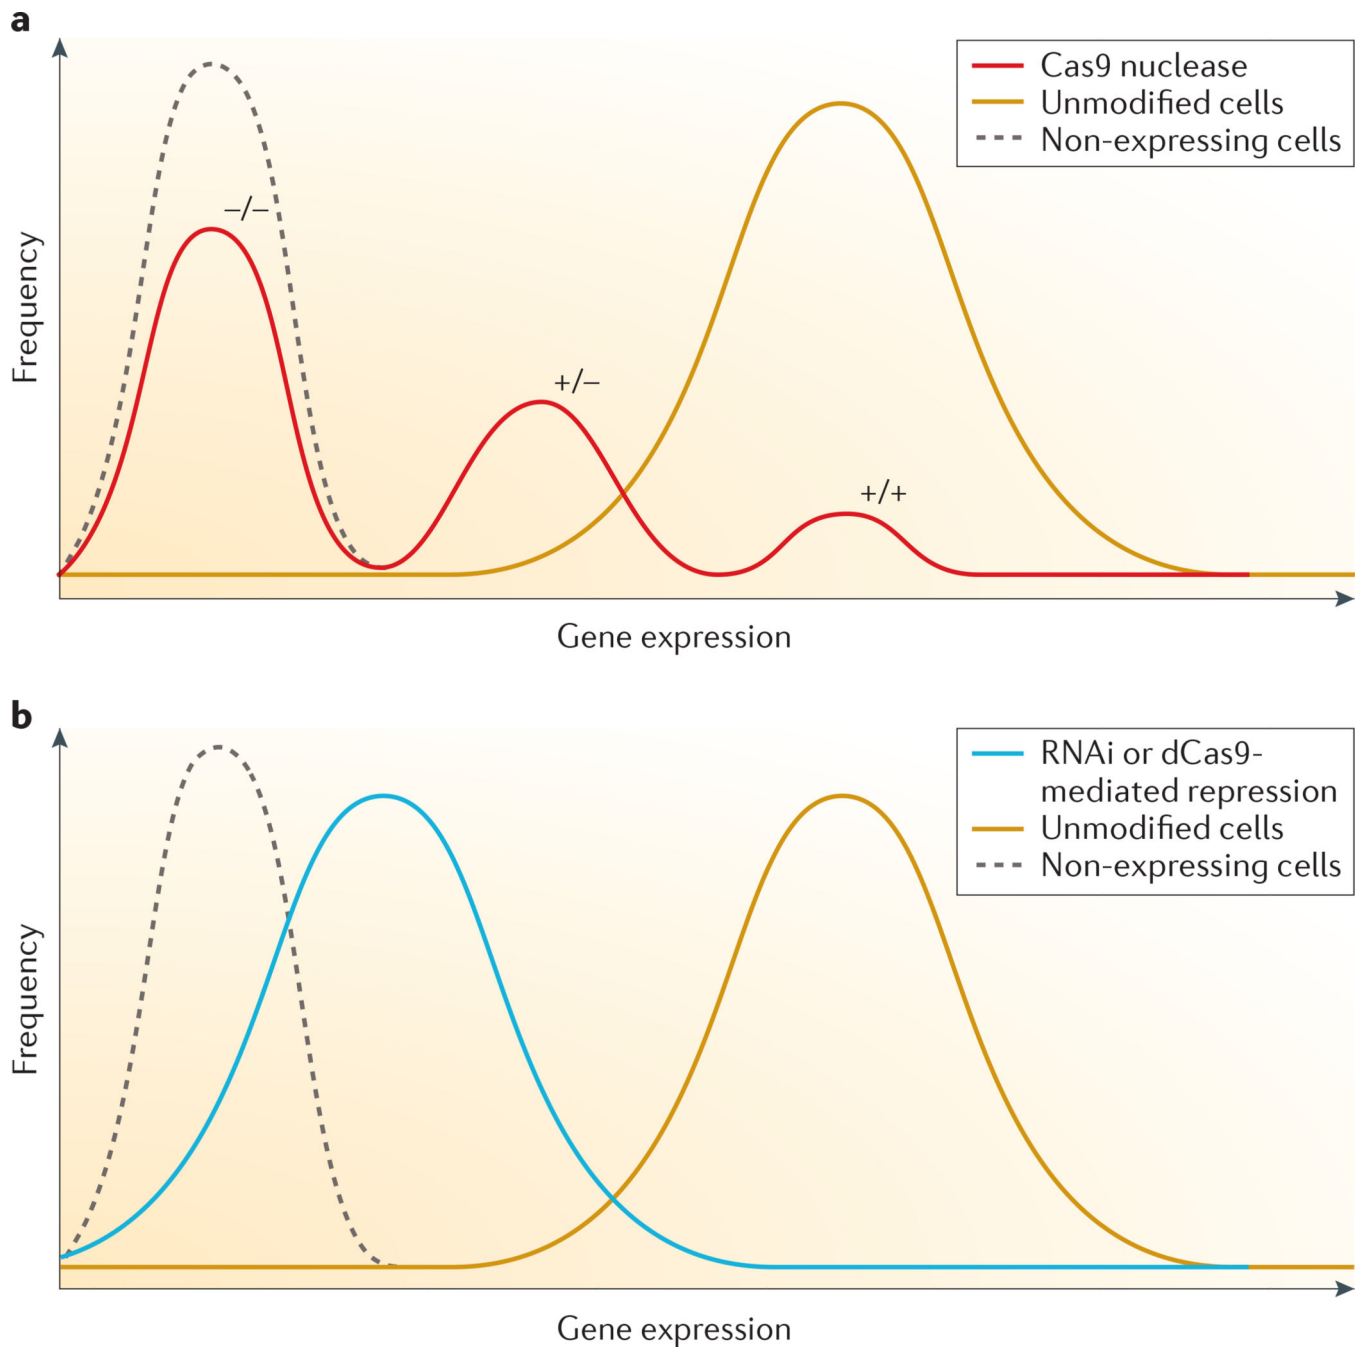 a
Cas9 nuclease
Unmodified cells
Non-expressing cells
–/–
+/–
+/+
Frequency
Gene expression
b
RNAi or dCas9-
mediated repression
Unmodified cells
Non-expressing cells
Frequency
Gene expression